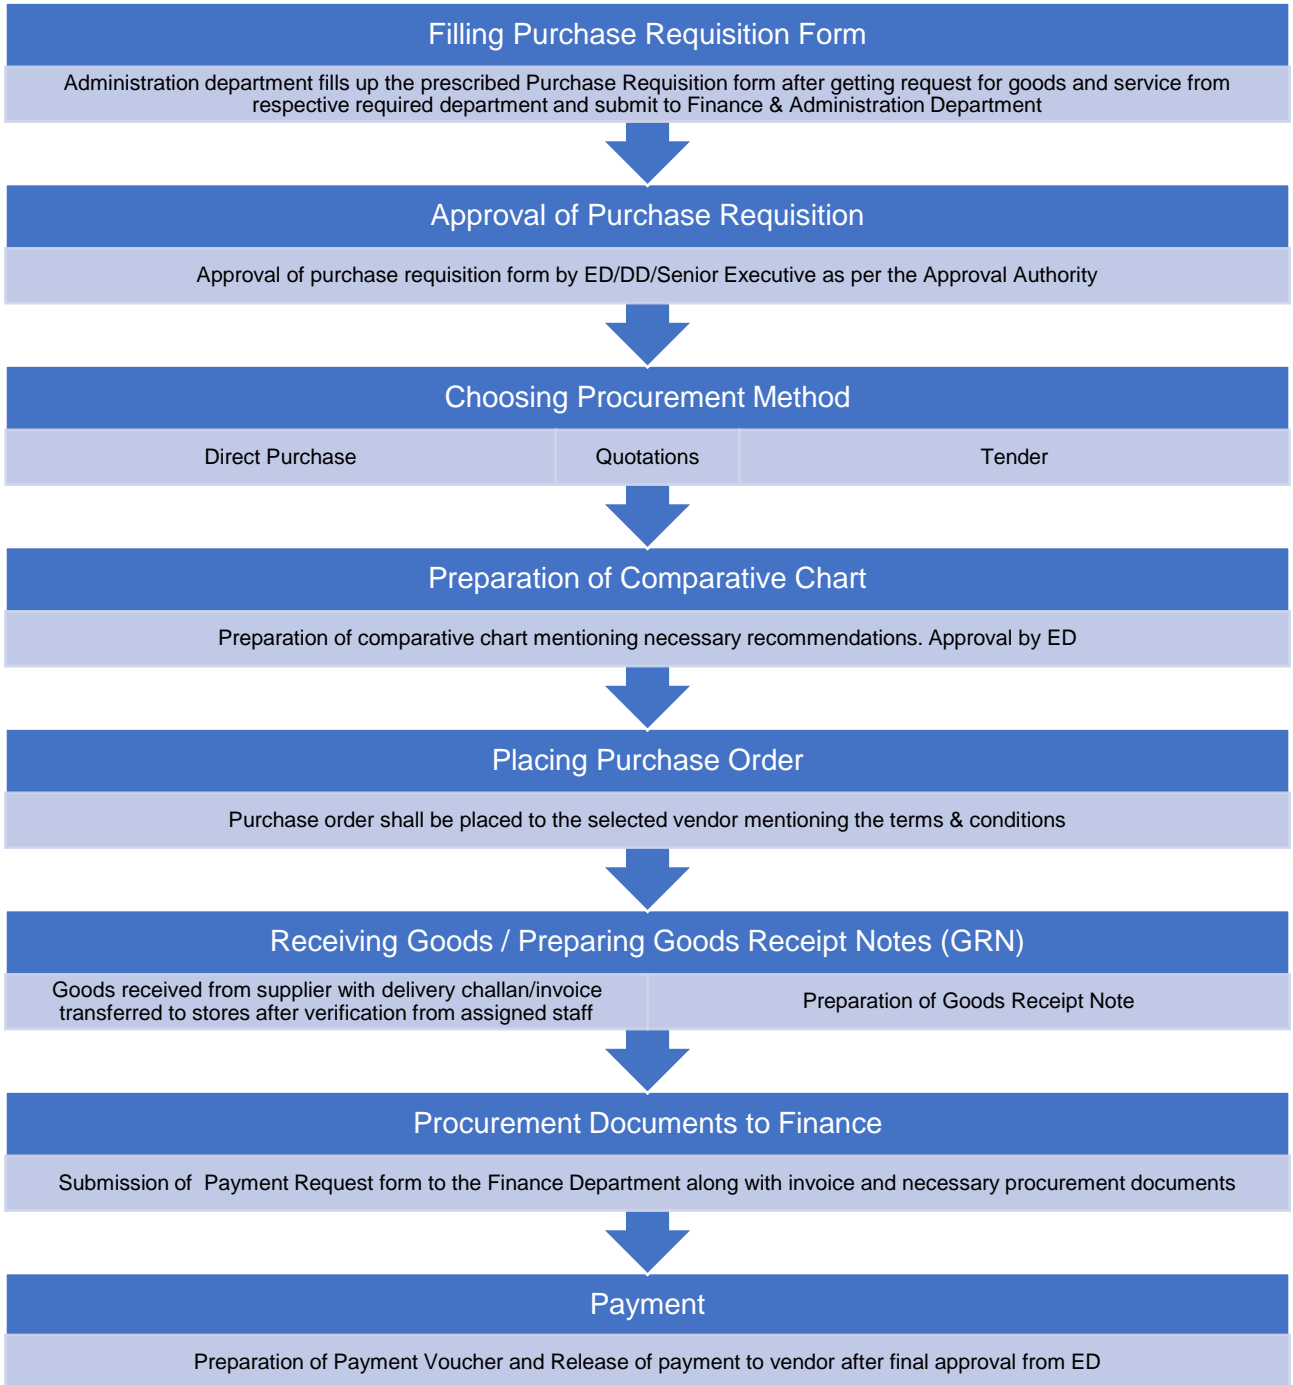 Filling Purchase Requisition Form
Administration department fills up the prescribed Purchase Requisition form after getting request for goods and service from
respective required department and submit to Finance & Administration Department
Approval of Purchase Requisition
Approval of purchase requisition form by ED/DD/Senior Executive as per the Approval Authority
Choosing Procurement Method
Direct Purchase
Quotations
Tender
Preparation of Comparative Chart
Preparation of comparative chart mentioning necessary recommendations. Approval by ED
Placing Purchase Order
Purchase order shall be placed to the selected vendor mentioning the terms & conditions
Receiving Goods / Preparing Goods Receipt Notes (GRN)
Goods received from supplier with delivery challan/invoice
transferred to stores after verification from assigned staff
Preparation of Goods Receipt Note
Procurement Documents to Finance
Submission of Payment Request form to the Finance Department along with invoice and necessary procurement documents
Payment
Preparation of Payment Voucher and Release of payment to vendor after final approval from ED